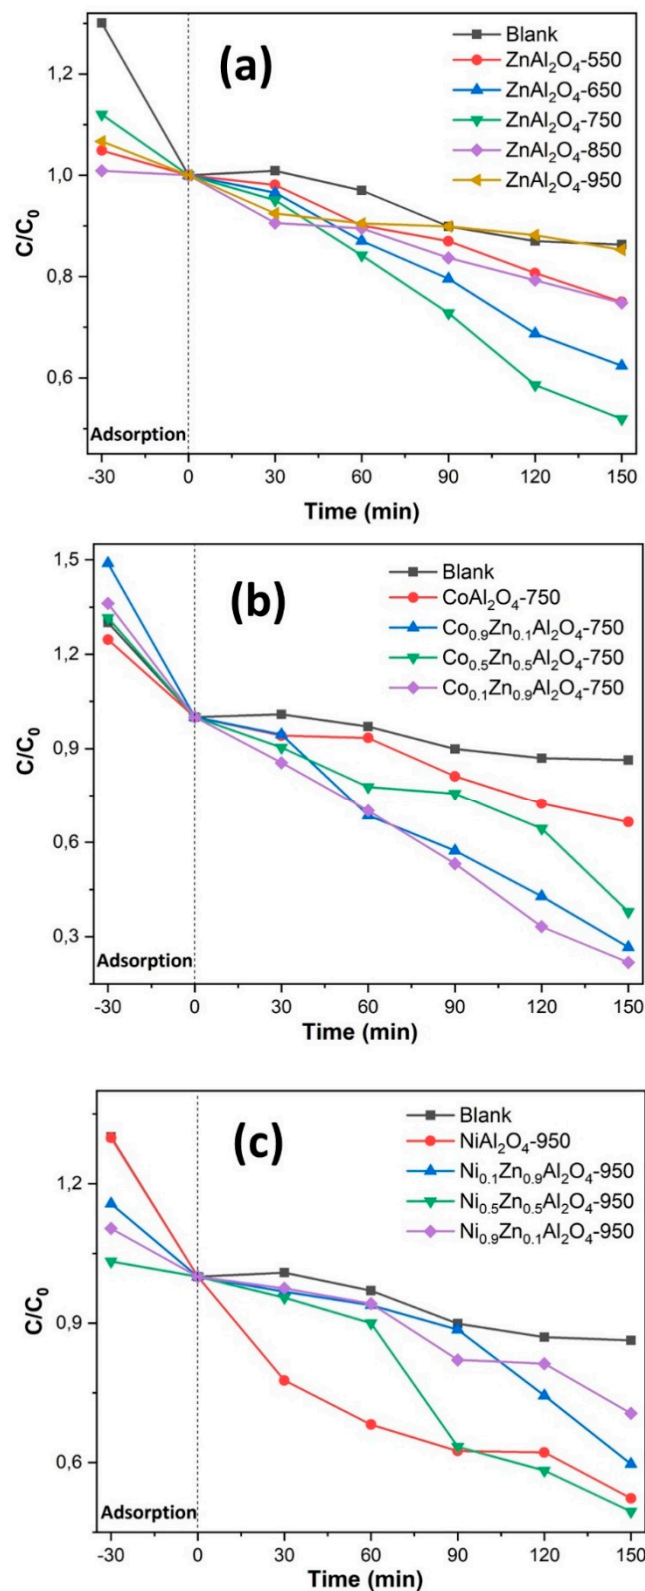 (a)
Blank
ZnAl₂O₄-550
ZnAl₂O₄-650
ZnAl₂O₄-750
ZnAl₂O₄-850
ZnAl₂O₄-950
1,2
1,0
0,8
0,6
C/C₀
Adsorption
-30 0 30 60 90 120 150
Time (min)
(b)
Blank
CoAl₂O₄-750
Co₀.₉Zn₀.₁Al₂O₄-750
Co₀.₅Zn₀.₅Al₂O₄-750
Co₀.₁Zn₀.₉Al₂O₄-750
1,5
1,2
0,9
0,6
0,3
C/C₀
Adsorption
-30 0 30 60 90 120 150
Time (min)
(c)
Blank
NiAl₂O₄-950
Ni₀.₁Zn₀.₉Al₂O₄-950
Ni₀.₅Zn₀.₅Al₂O₄-950
Ni₀.₉Zn₀.₁Al₂O₄-950
1,2
0,9
0,6
C/C₀
Adsorption
-30 0 30 60 90 120 150
Time (min)